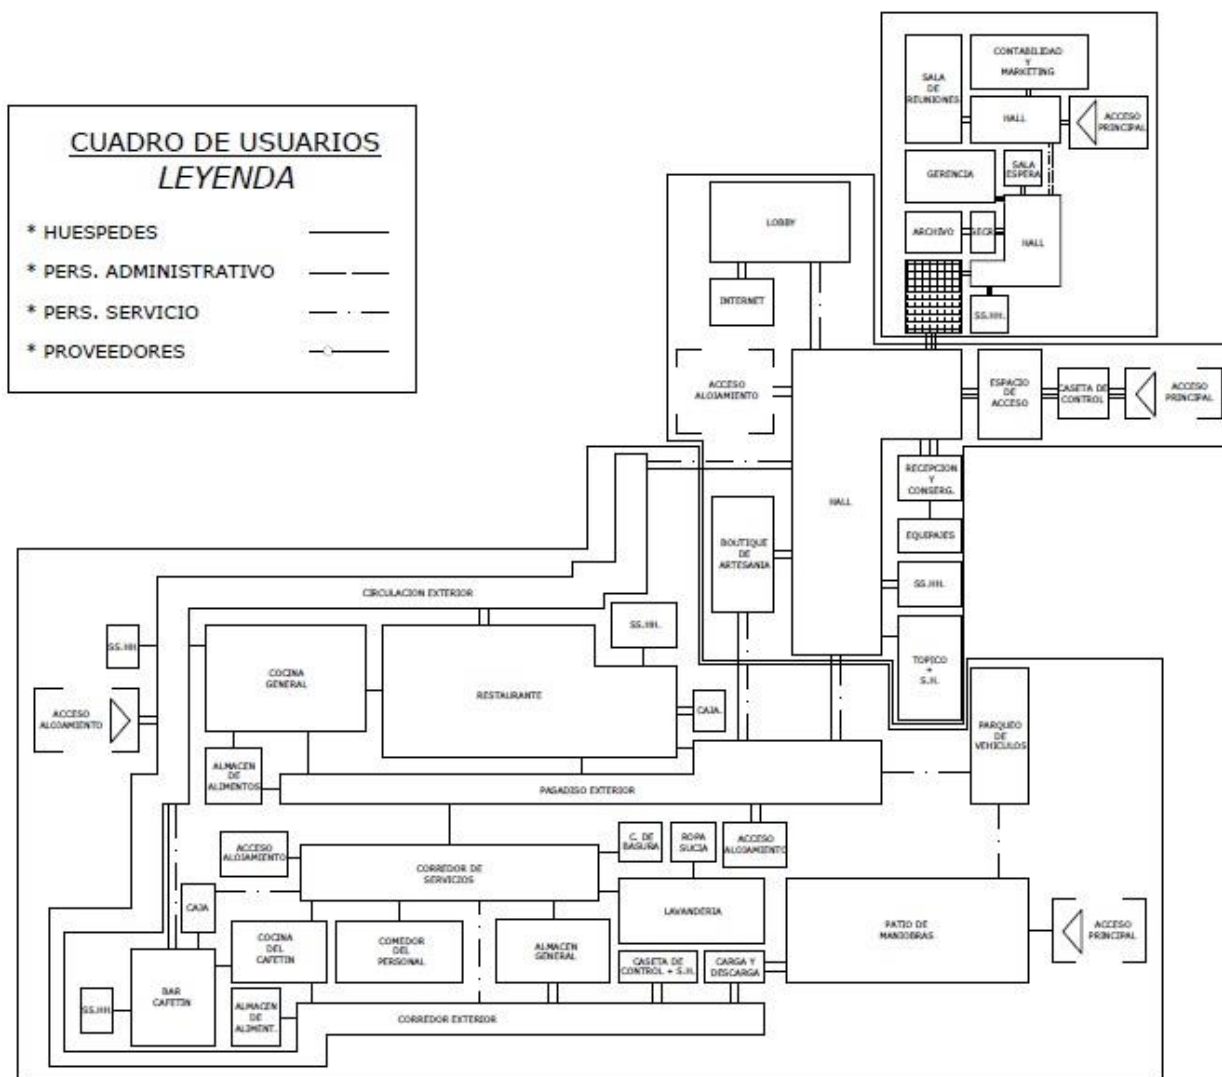 CUADRO DE USUARIOS
LEYENDA
* HUESPEDES
* PERS. ADMINISTRATIVO
* PERS. SERVICIO
* PROVEEDORES
SALA
DE
REUNIONES
CONTABILIDAD
Y
MARKETING
HALL
ACCESO
PRINCIPAL
GERENCIA
SALA
ESPERA
ARCHIVO
SECR.
HALL
SS.HH.
LOBBY
INTERNET
ACCESO
ALOJAMIENTO
ESPACIO
DE
ACCESO
CASETA DE
CONTROL
ACCESO
PRINCIPAL
HALL
RECEPCION
Y
CONSERG.
EQUIPAJES
BOUTIQUE
DE
ARTESANIA
SS.HH.
TOPICO
+
S.H.
CIRCULACION EXTERIOR
SS.HH
ACCESO
ALOJAMIENTO
COCINA
GENERAL
RESTAURANTE
SS.HH.
CAJA.
PARQUEO
DE
VEHICULOS
ALMACEN
DE
ALIMENTOS
PASADISO EXTERIOR
ACCESO
ALOJAMIENTO
CORREDOR DE
SERVICIOS
C. DE
BASURA
ROPA
SUCIA
ACCESO
ALOJAMIENTO
CAJA
LAVANDERIA
PATIO DE
MANIOBRAS
ACCESO
PRINCIPAL
COCINA
DEL
CAFETIN
COMEDOR
DEL
PERSONAL
ALMACEN
GENERAL
CASETA DE
CONTROL + S.H.
CARGA Y
DESCARGA
BAR
CAFETIN
SS.HH
ALMACEN
DE
ALIMENT.
CORREDOR EXTERIOR